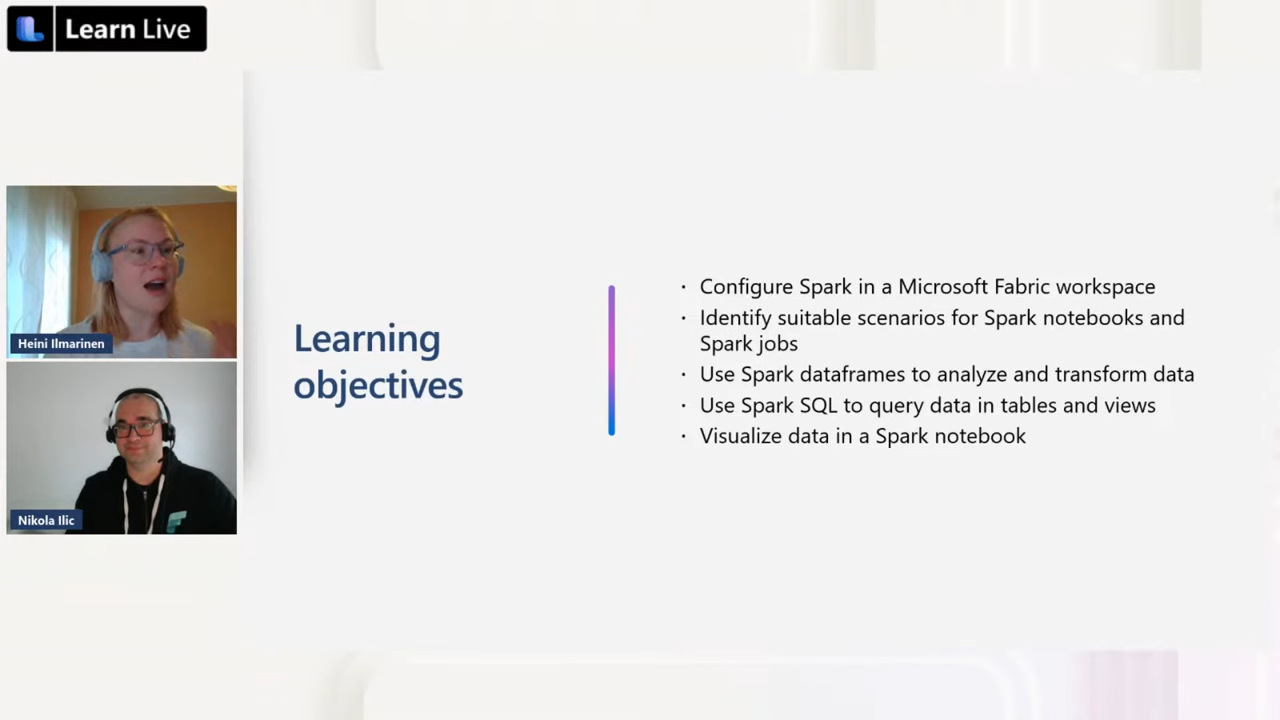 Learn Live
Heini Ilmarinen
Nikola Ilic
Learning
objectives
· Configure Spark in a Microsoft Fabric workspace
· Identify suitable scenarios for Spark notebooks and
Spark jobs
· Use Spark dataframes to analyze and transform data
· Use Spark SQL to query data in tables and views
· Visualize data in a Spark notebook